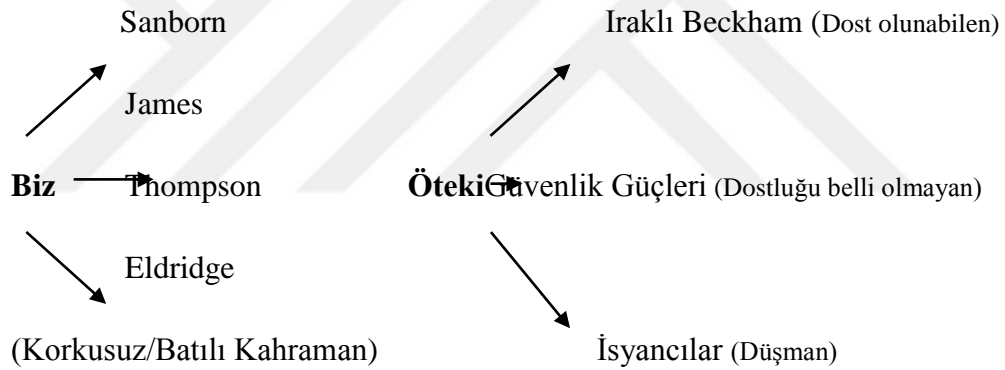 Sanborn Iraklı Beckham (Dost olunabilen)
James
Biz Thompson Öteki Güvenlik Güçleri (Dostluğu belli olmayan)
Eldridge
(Korkusuz/Batılı Kahraman) İsyancılar (Düşman)